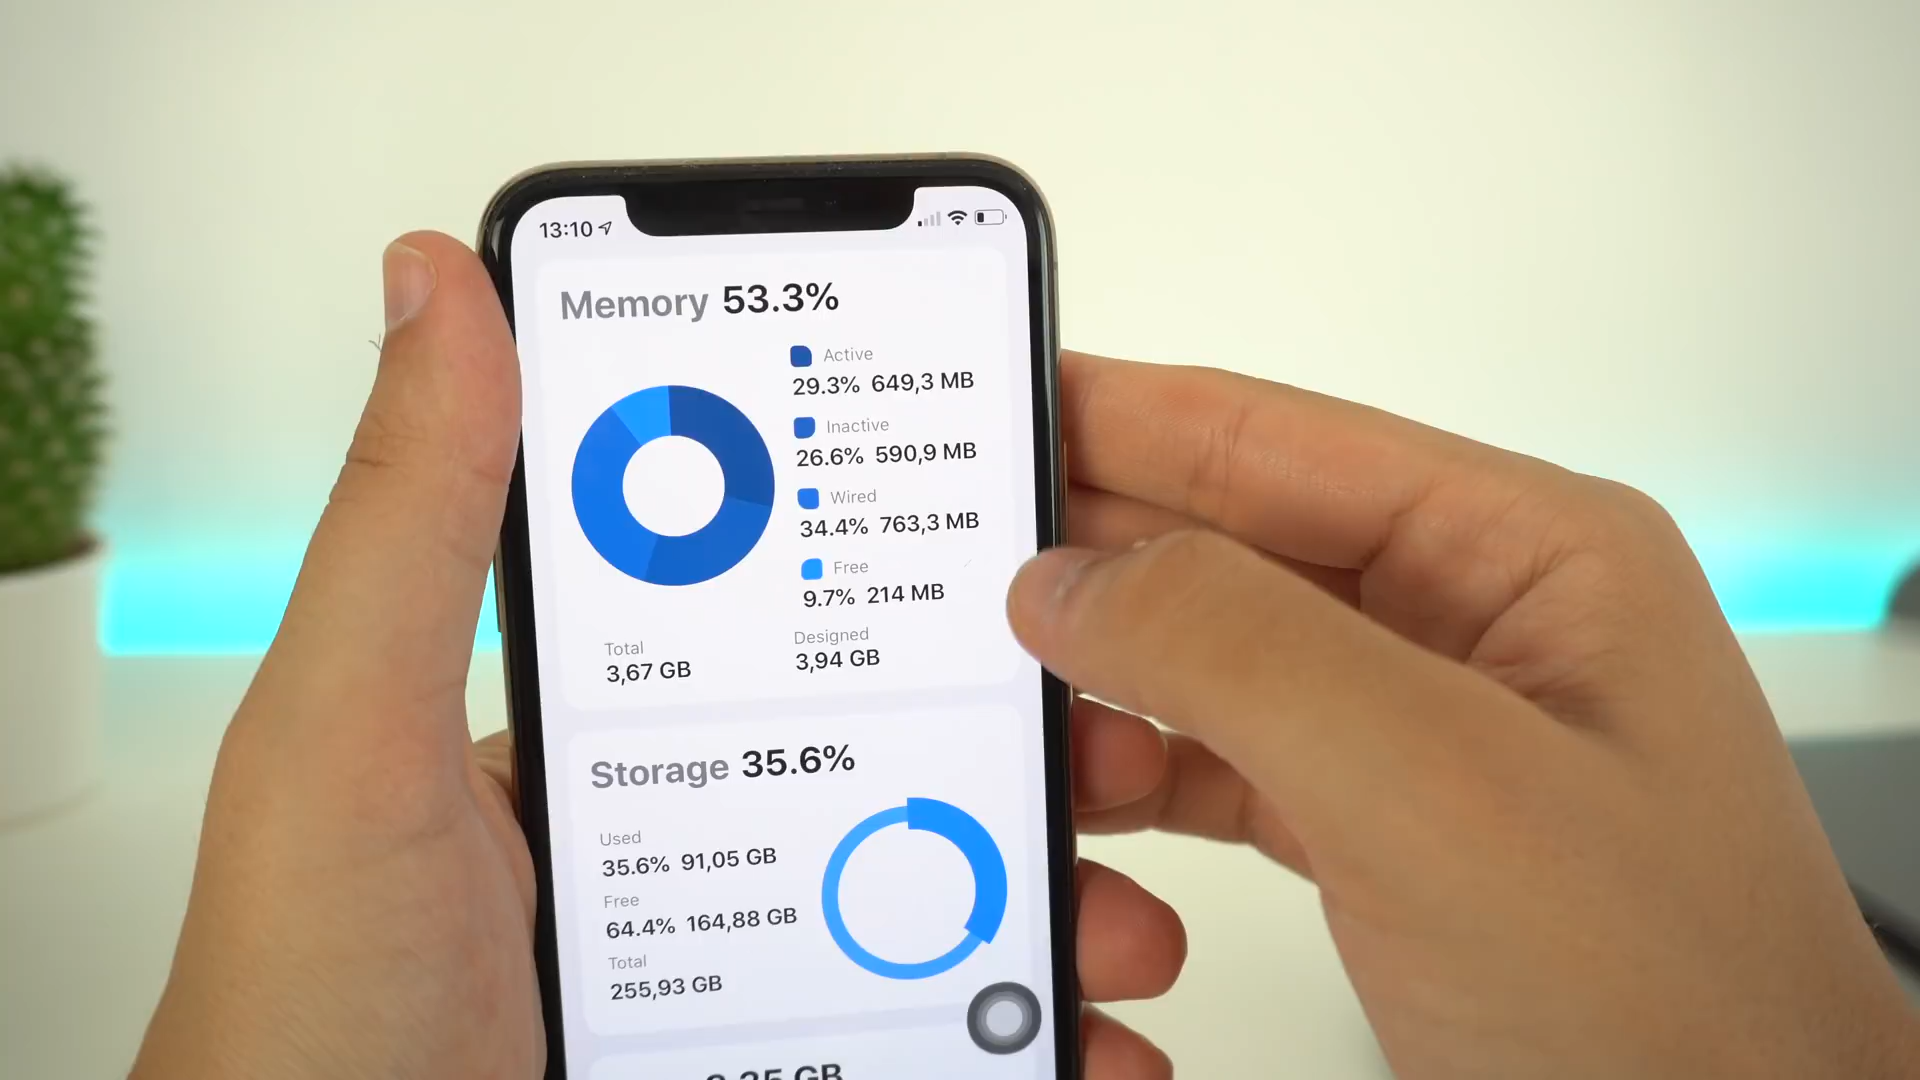 13:10
Memory 53.3%
Active
29.3% 649,3 MB
Inactive
26.6% 590,9 MB
Wired
34.4% 763,3 MB
Free
9.7% 214 MB
Total
3,67 GB
Designed
3,94 GB
Storage 35.6%
Used
35.6% 91,05 GB
Free
64.4% 164,88 GB
Total
255,93 GB
GB